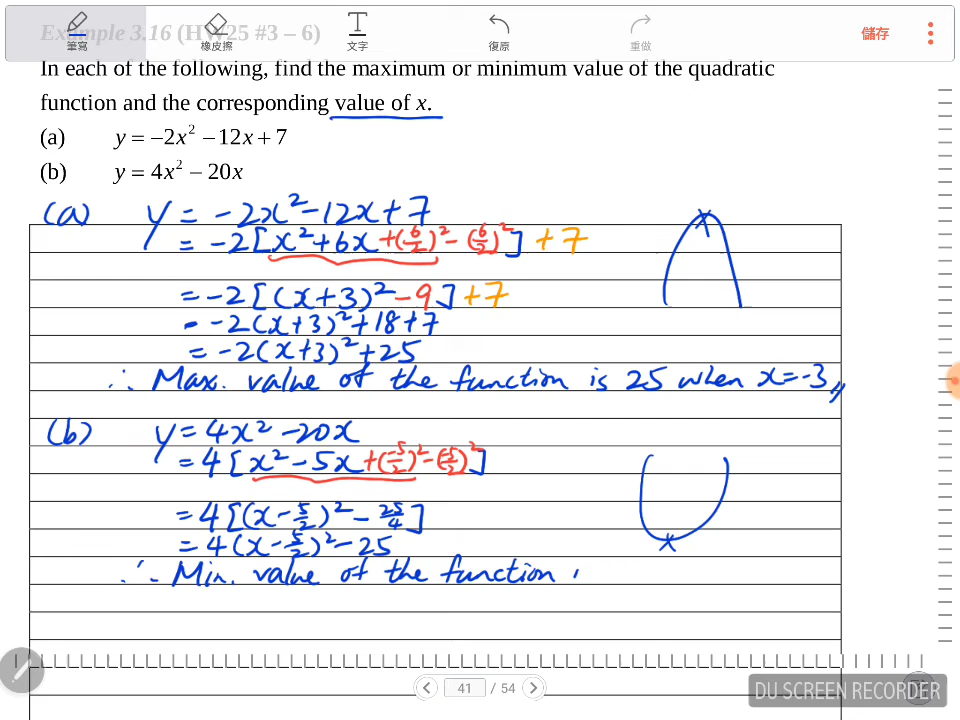 Example 3.16 (HW25 #3 – 6)
筆寫 橡皮擦 文字 復原 重做 儲存
In each of the following, find the maximum or minimum value of the quadratic
function and the corresponding value of x.
(a) y = −2x² − 12x + 7
(b) y = 4x² − 20x
(a) y = -2x² - 12x + 7
= -2[x² + 6x + (6/2)² - (6/2)²] + 7
= -2[(x+3)² - 9] + 7
= -2(x+3)² + 18 + 7
= -2(x+3)² + 25
∴ Max. value of the function is 25 when x = -3 //
(b) y = 4x² - 20x
= 4[x² - 5x + (-5/2)² - (-5/2)²]
= 4[(x - 5/2)² - 25/4]
= 4(x - 5/2)² - 25
∴ Min. value of the function
41 / 54
DU SCREEN RECORDER